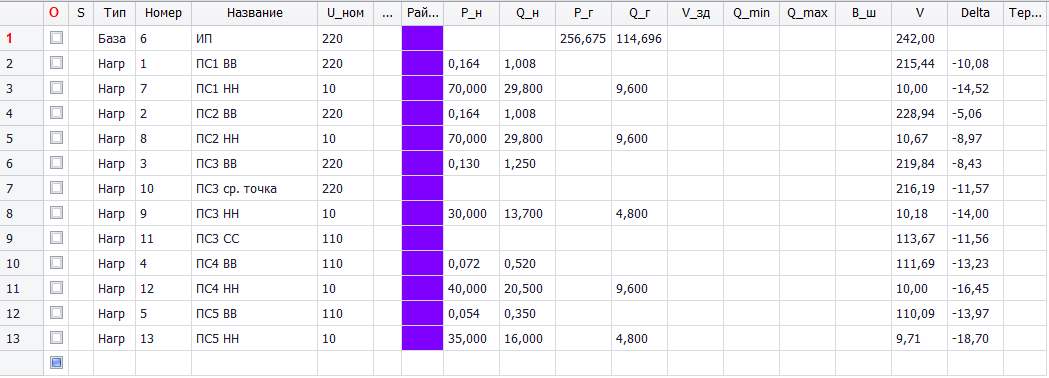 O S Тип Номер Название U_ном ... Рай... P_н Q_н P_г Q_г V_зд Q_min Q_max B_ш V Delta Тер...
1 База 6 ИП 220 256,675 114,696 242,00
2 Нагр 1 ПС1 ВВ 220 0,164 1,008 215,44 -10,08
3 Нагр 7 ПС1 НН 10 70,000 29,800 9,600 10,00 -14,52
4 Нагр 2 ПС2 ВВ 220 0,164 1,008 228,94 -5,06
5 Нагр 8 ПС2 НН 10 70,000 29,800 9,600 10,67 -8,97
6 Нагр 3 ПС3 ВВ 220 0,130 1,250 219,84 -8,43
7 Нагр 10 ПС3 ср. точка 220 216,19 -11,57
8 Нагр 9 ПС3 НН 10 30,000 13,700 4,800 10,18 -14,00
9 Нагр 11 ПС3 СС 110 113,67 -11,56
10 Нагр 4 ПС4 ВВ 110 0,072 0,520 111,69 -13,23
11 Нагр 12 ПС4 НН 10 40,000 20,500 9,600 10,00 -16,45
12 Нагр 5 ПС5 ВВ 110 0,054 0,350 110,09 -13,97
13 Нагр 13 ПС5 НН 10 35,000 16,000 4,800 9,71 -18,70